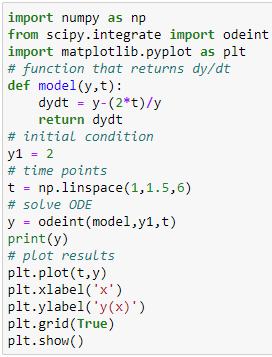 import numpy as np
from scipy.integrate import odeint
import matplotlib.pyplot as plt
# function that returns dy/dt
def model(y,t):
    dydt = y-(2*t)/y
    return dydt
# initial condition
y1 = 2
# time points
t = np.linspace(1,1.5,6)
# solve ODE
y = odeint(model,y1,t)
print(y)
# plot results
plt.plot(t,y)
plt.xlabel('x')
plt.ylabel('y(x)')
plt.grid(True)
plt.show()